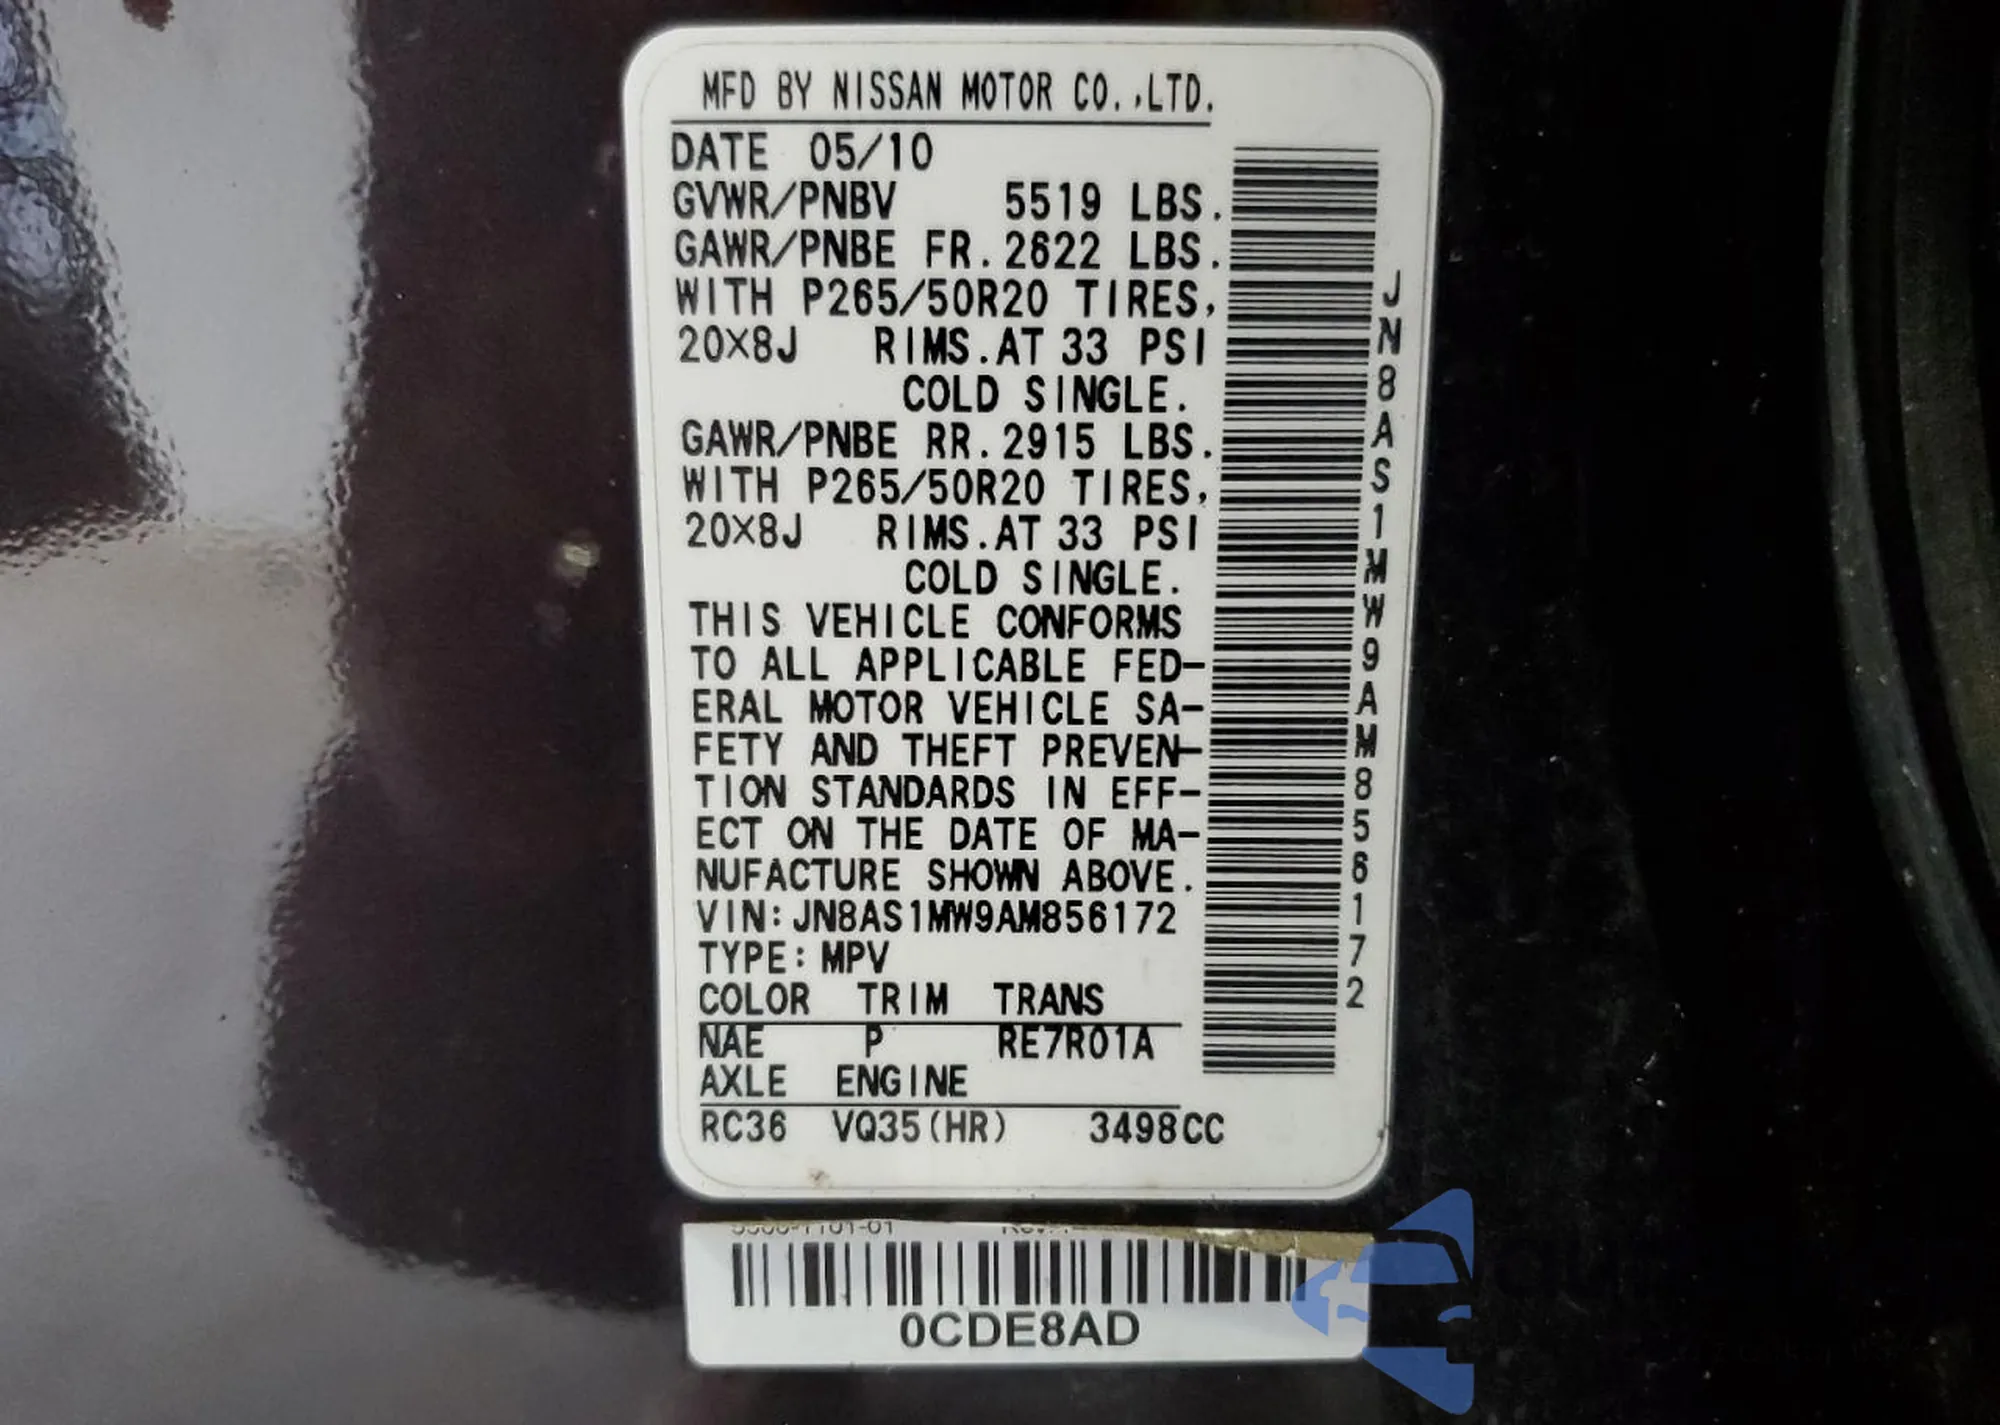 MFD BY NISSAN MOTOR CO.,LTD.
DATE 05/10
GVWR/PNBV 5519 LBS.
GAWR/PNBE FR.2622 LBS.
WITH P265/50R20 TIRES,
20×8J RIMS.AT 33 PSI
COLD SINGLE.
GAWR/PNBE RR.2915 LBS.
WITH P265/50R20 TIRES,
20×8J RIMS.AT 33 PSI
COLD SINGLE.
THIS VEHICLE CONFORMS
TO ALL APPLICABLE FED-
ERAL MOTOR VEHICLE SA-
FETY AND THEFT PREVEN-
TION STANDARDS IN EFF-
ECT ON THE DATE OF MA-
NUFACTURE SHOWN ABOVE.
VIN:JN8AS1MW9AM856172
TYPE:MPV
COLOR TRIM TRANS
NAE P RE7R01A
AXLE ENGINE
RC36 VQ35(HR) 3498CC
JN8AS1MW9AM856172
0CDE8AD